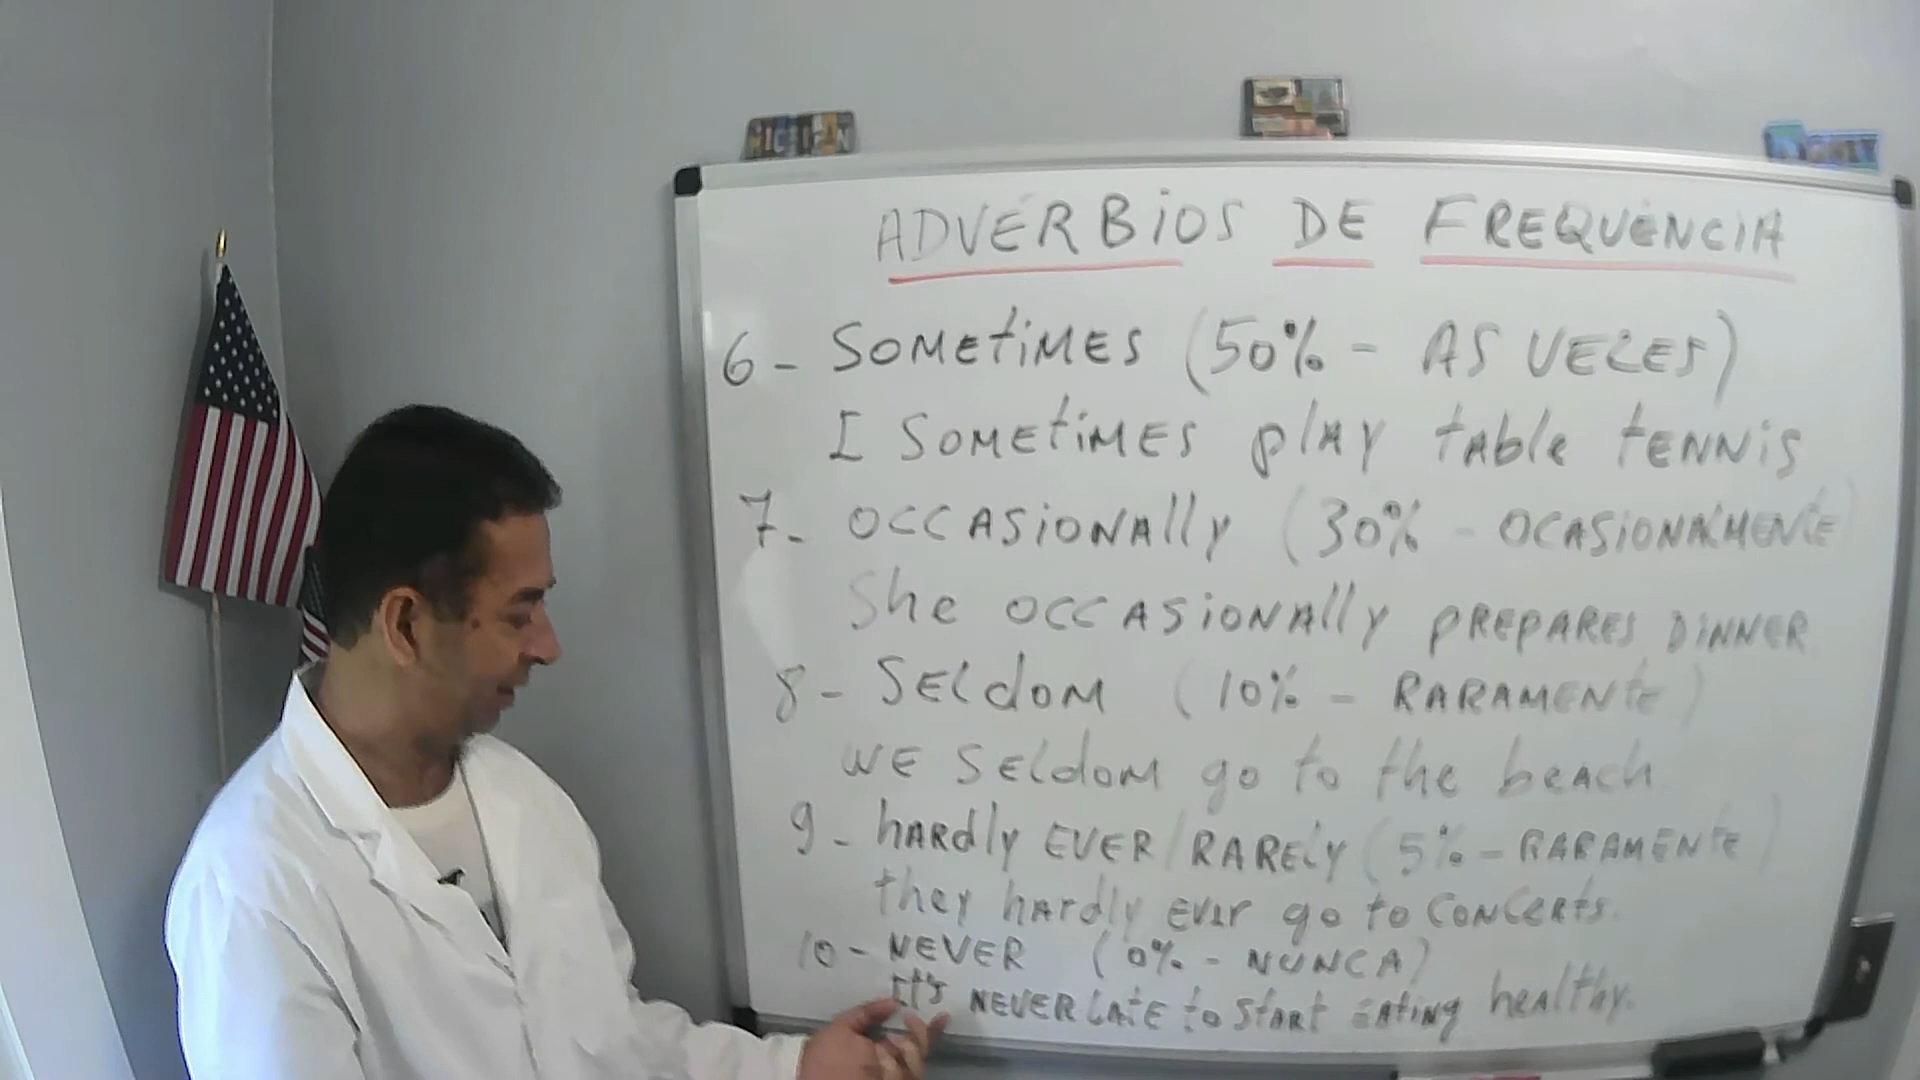 MICHIGAN
ADVÉRBIOS DE FREQUÊNCIA
6- SOMETIMES (50% - AS VEZES)
I SOMETIMES PLAY tABLE tENNIS
7- OCCASIONALLY (30% - OCASIONALMENTE)
She OCCASIONALLY PREPARES DINNER
8- SELDOM (10% - RARAMENTE)
WE SELDOM go to the beach
9- hARDLY EVER/RARELY (5% - RARAMENTE)
they hARDLY EVER go to CONCERts.
10- NEVER (0% - NUNCA)
It's NEVER LAtE to StARt EAting heAlthy.